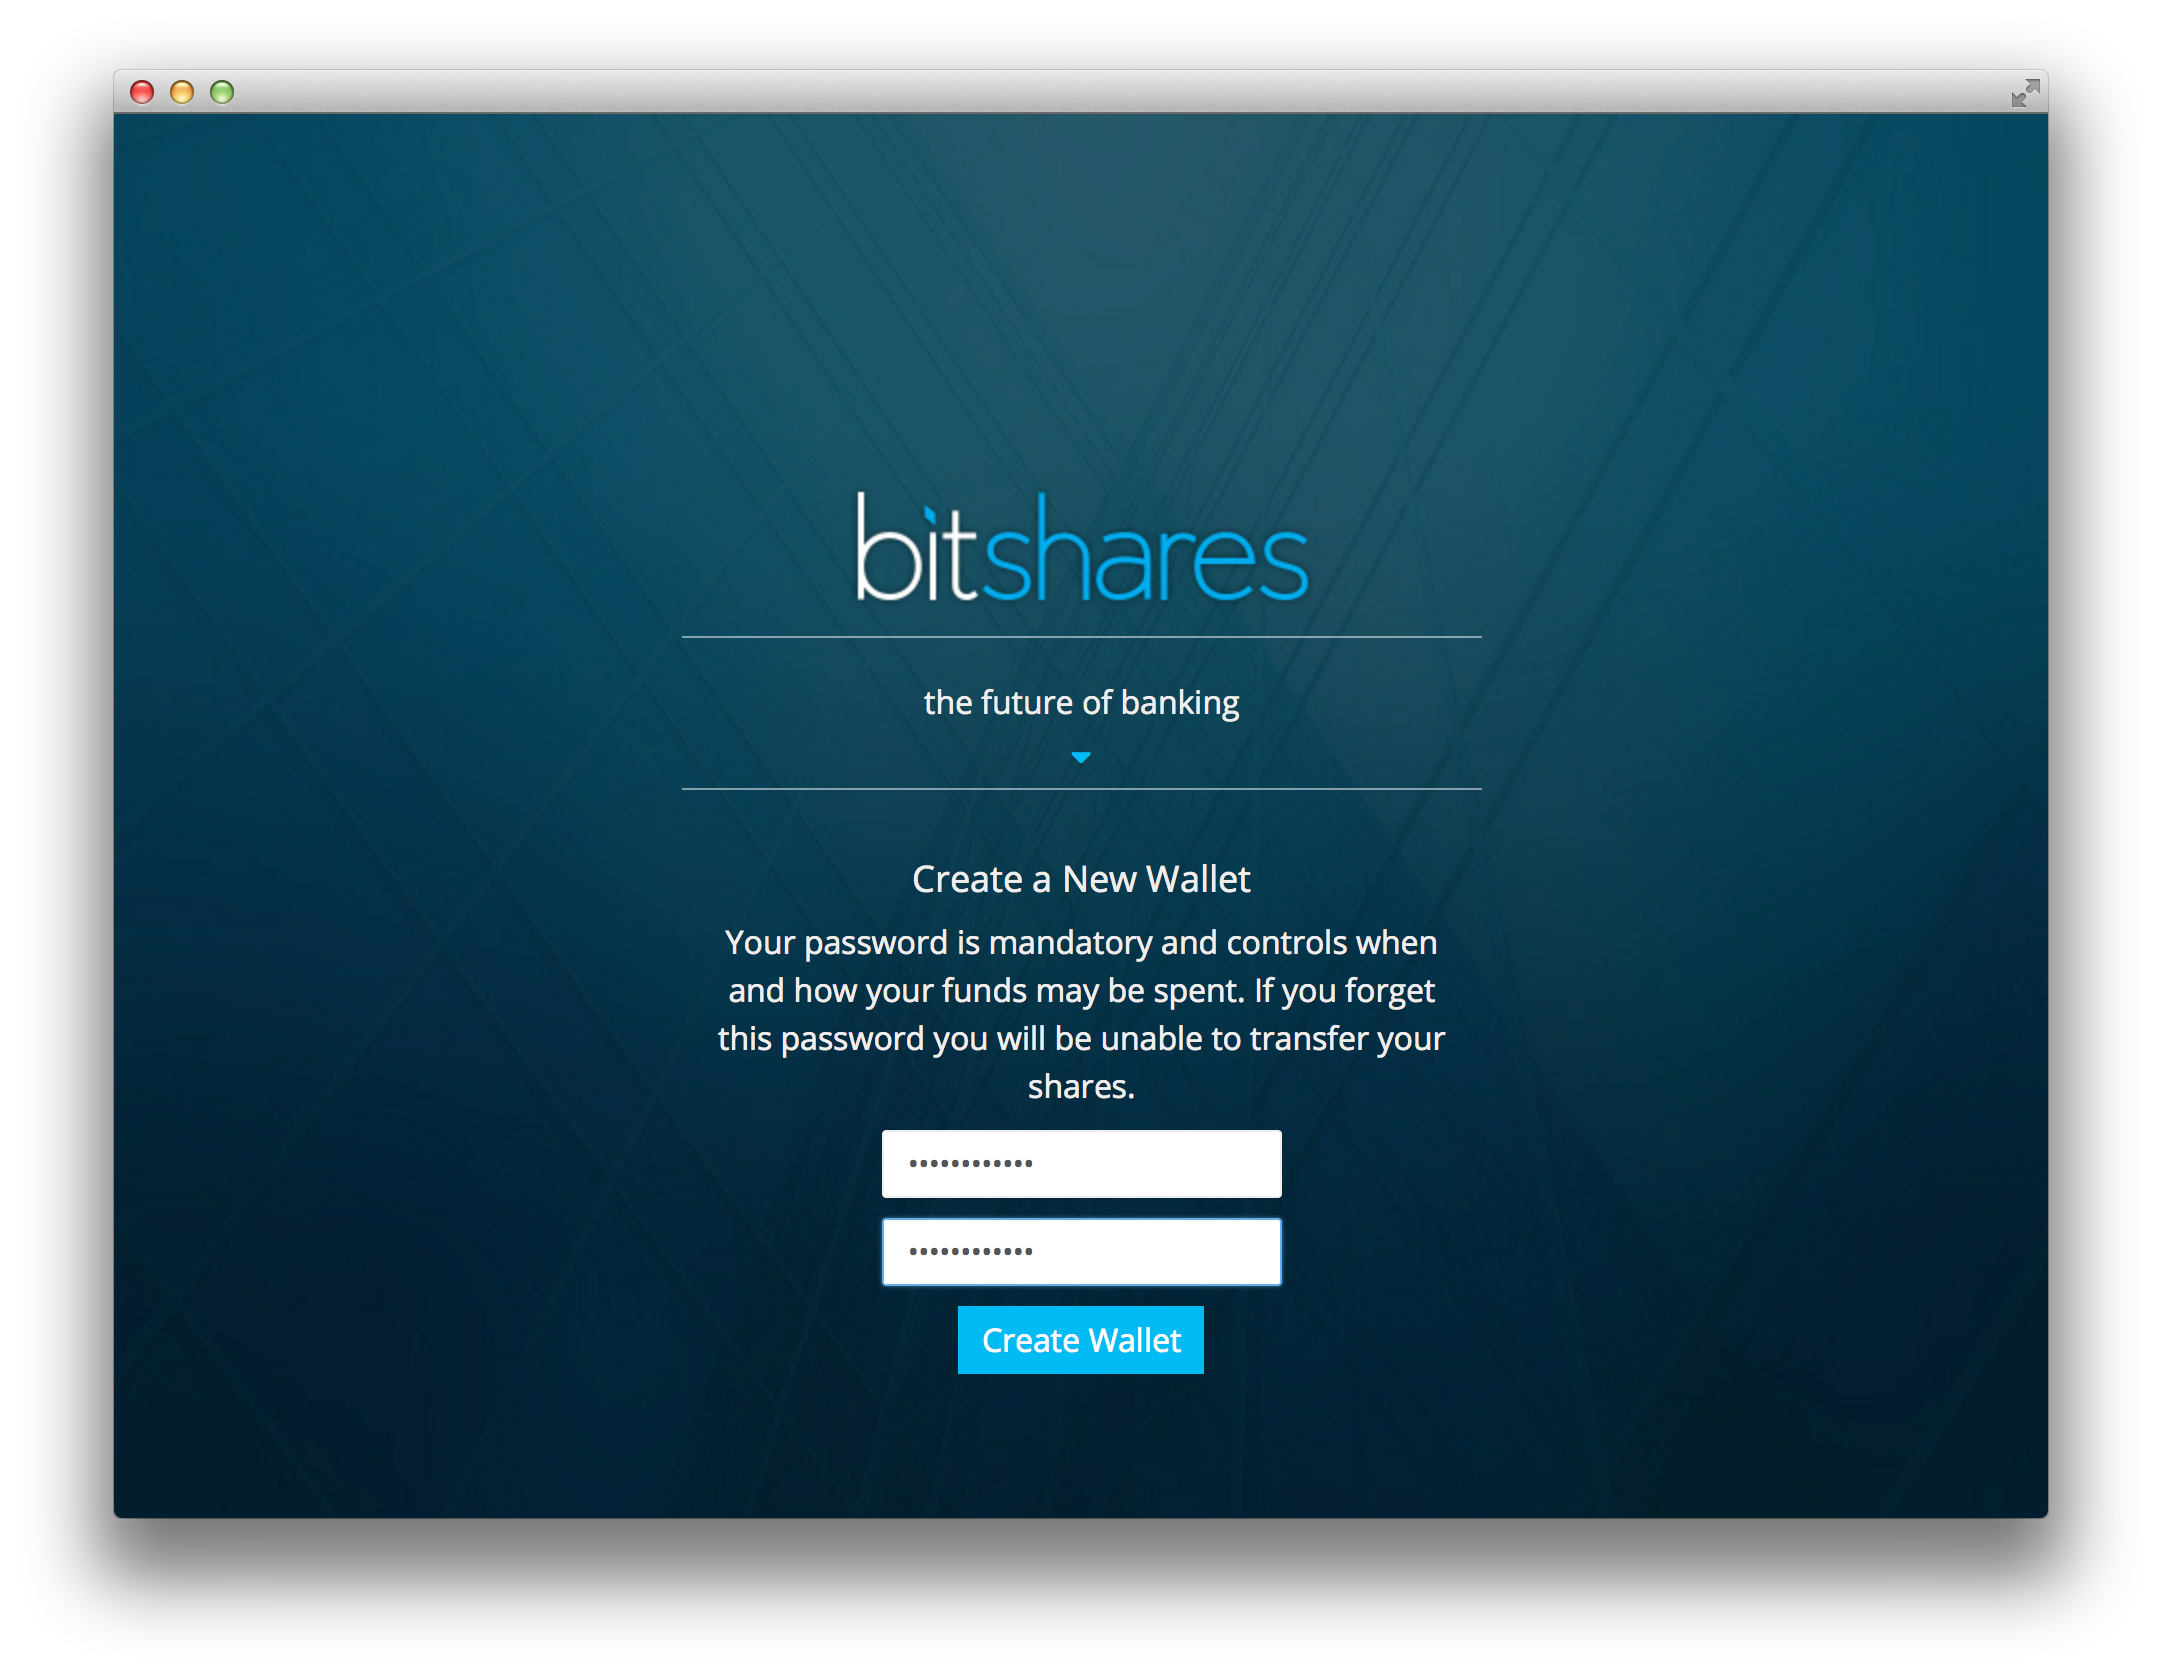 bitshares
the future of banking
Create a New Wallet
Your password is mandatory and controls when
and how your funds may be spent. If you forget
this password you will be unable to transfer your
shares.
••••••••••••
••••••••••••
Create Wallet